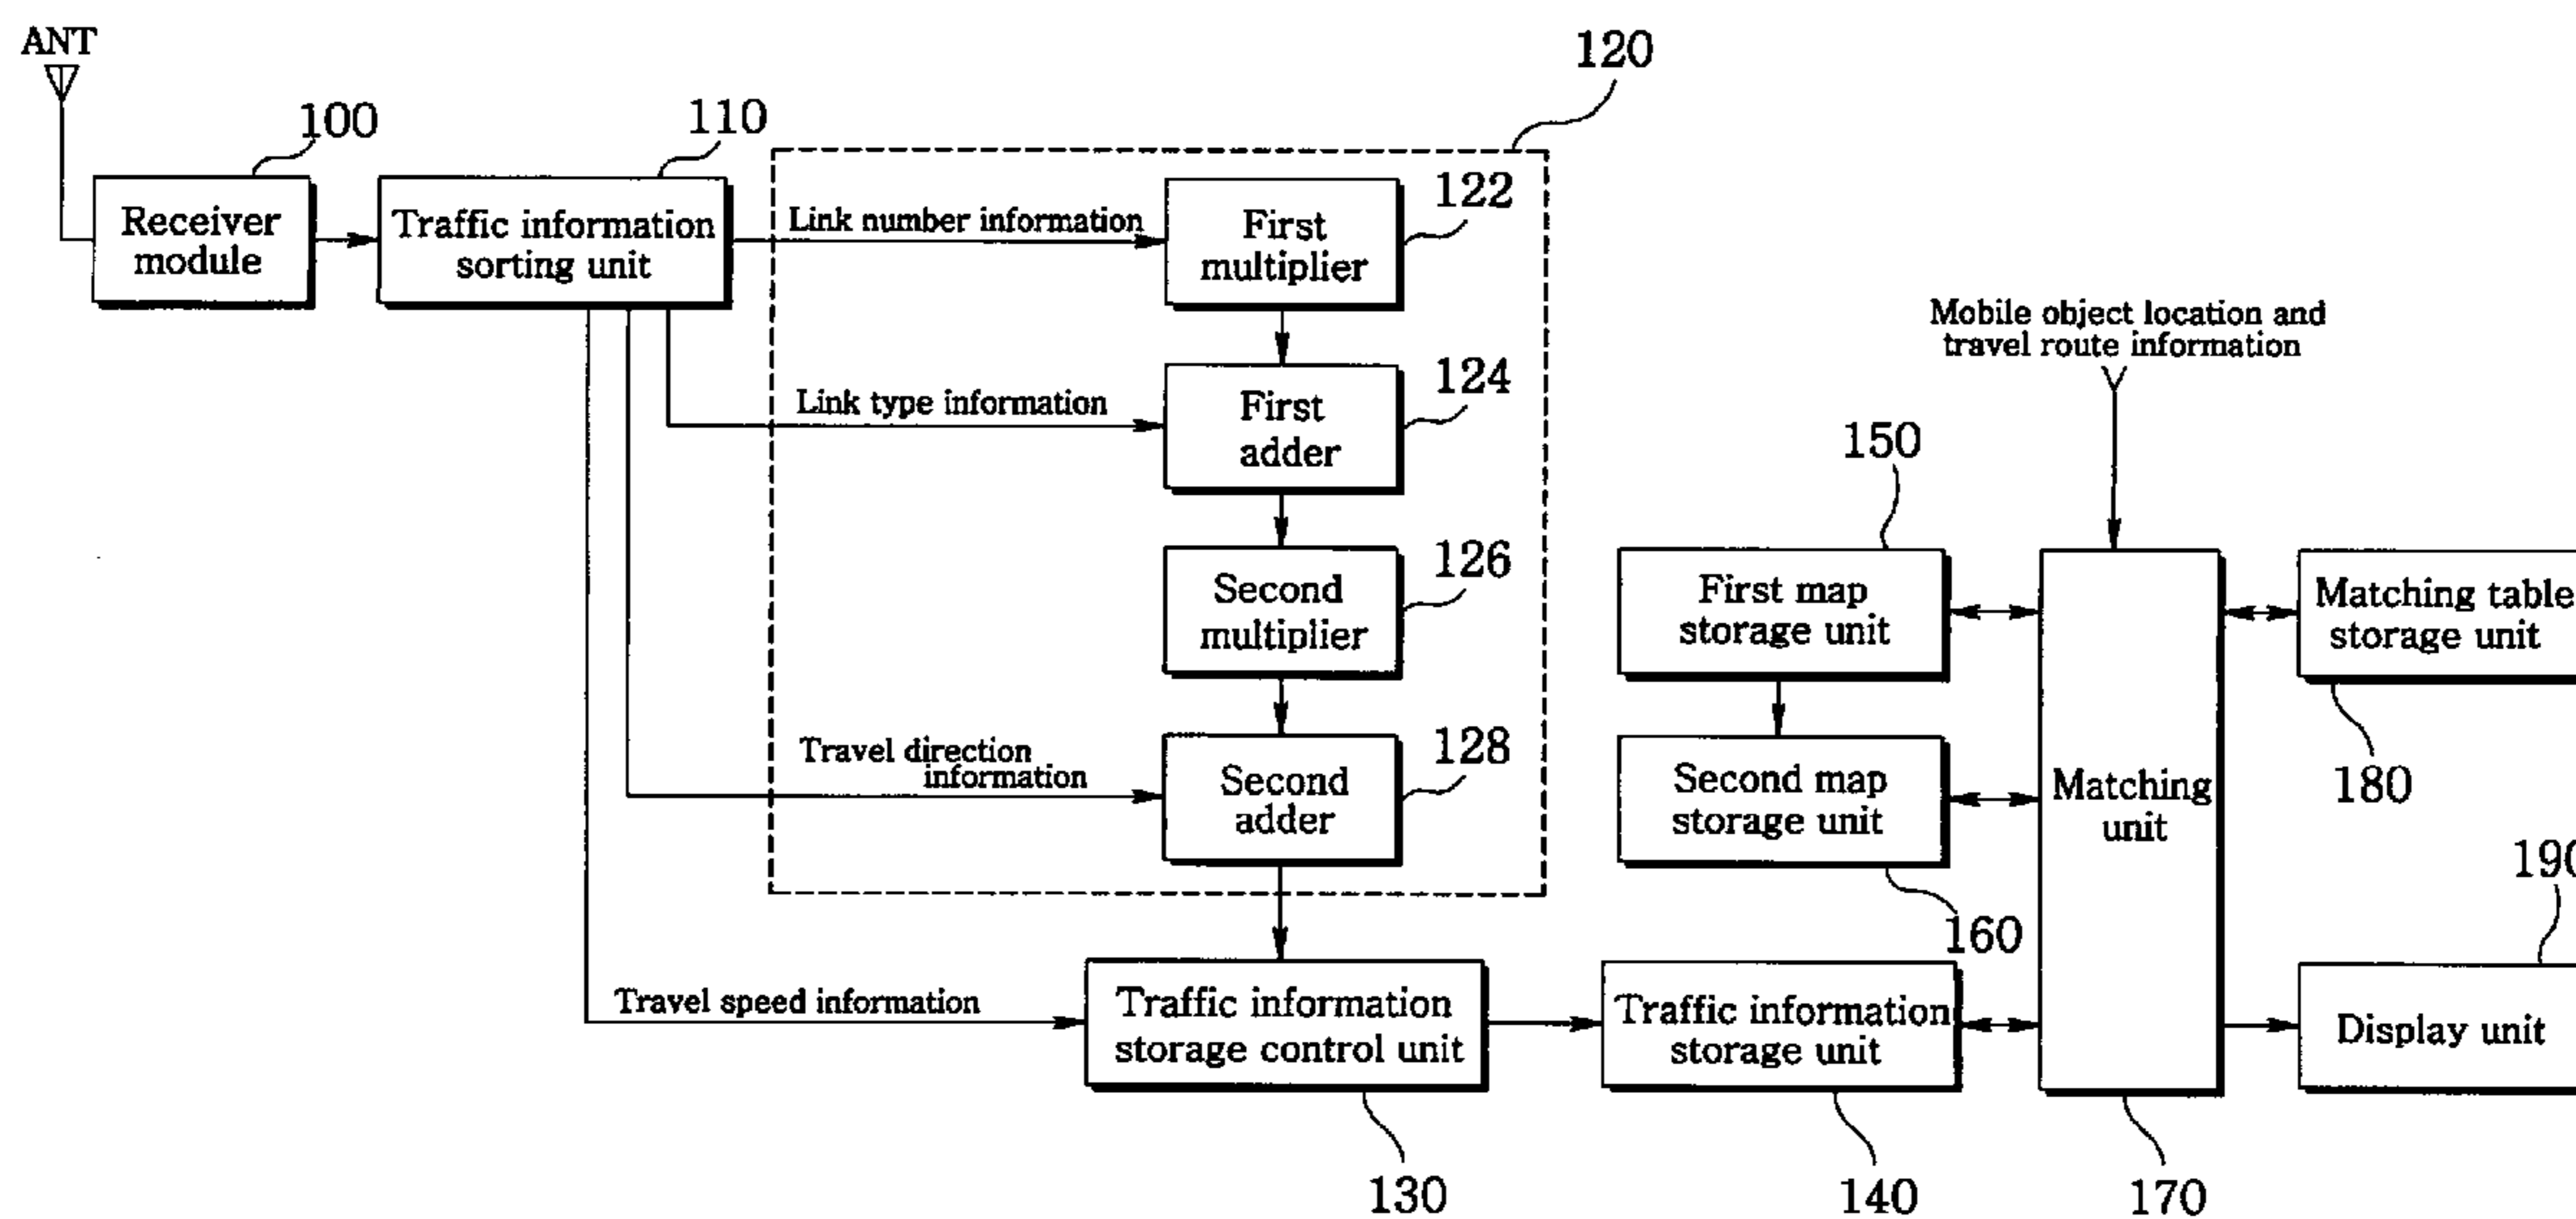 ANT
100
110
120
Receiver
module
Traffic information
sorting unit
Link number information
First
multiplier
122
Link type information
First
adder
124
Second
multiplier
126
Travel direction
information
Second
adder
128
Travel speed information
Traffic information
storage control unit
130
Mobile object location and
travel route information
150
First map
storage unit
Second map
storage unit
160
Traffic information
storage unit
140
Matching
unit
170
Matching table
storage unit
180
190
Display unit